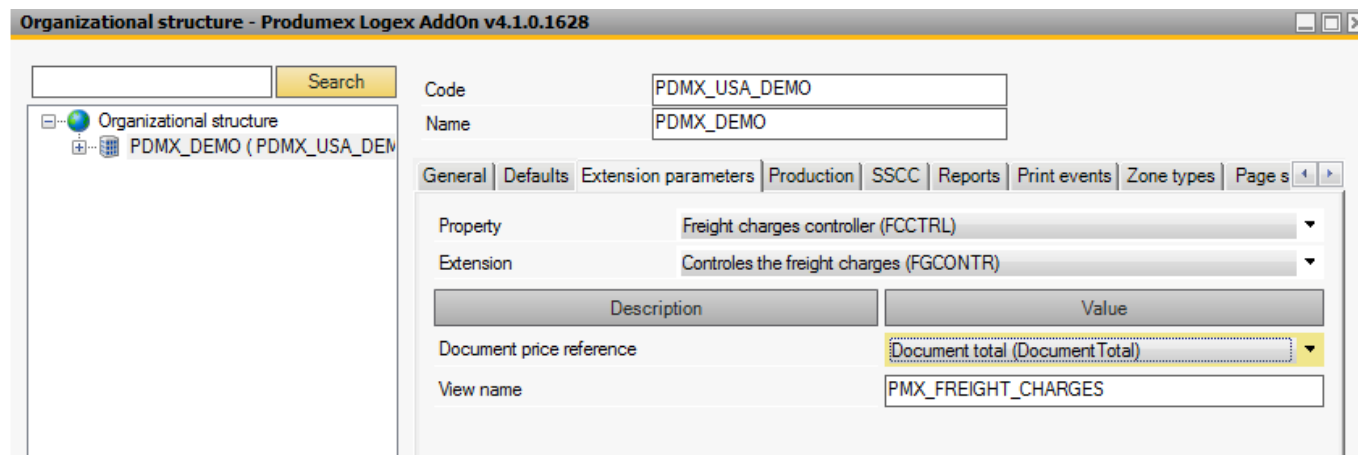 Organizational structure - Produmex Logex AddOn v4.1.0.1628
Search
Code PDMX_USA_DEMO
Name PDMX_DEMO
Organizational structure
PDMX_DEMO ( PDMX_USA_DEM
General Defaults Extension parameters Production SSCC Reports Print events Zone types Page s
Property Freight charges controller (FCCTRL)
Extension Controles the freight charges (FGCONTR)
Description Value
Document price reference Document total (DocumentTotal)
View name PMX_FREIGHT_CHARGES